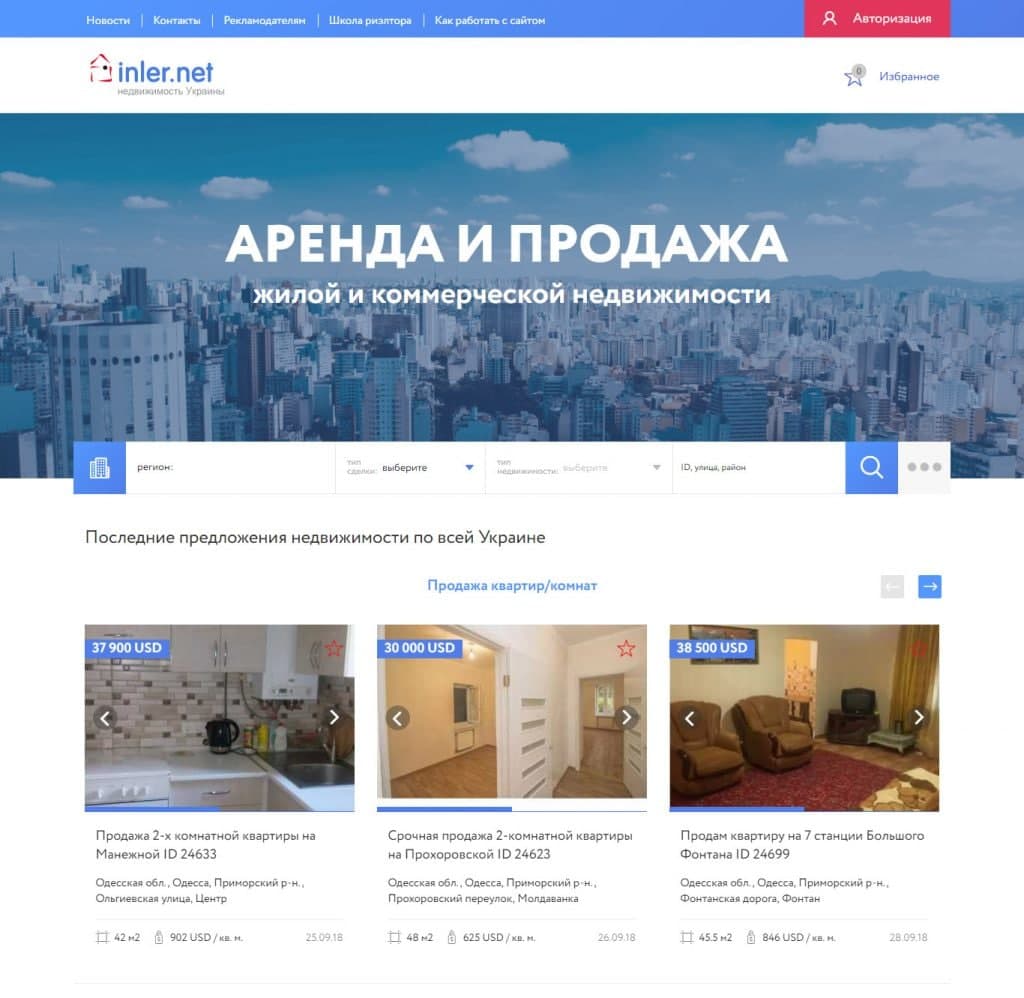 Новости
Контакты
Рекламодателям
Школа риэлтора
Как работать с сайтом
Авторизация
inler.net
недвижимость Украины
0
Избранное
АРЕНДА И ПРОДАЖА
жилой и коммерческой недвижимости
регион:
тип
сделки:
выберите
тип
недвижимости:
выберите
ID, улица, район
Последние предложения недвижимости по всей Украине
Продажа квартир/комнат
37 900 USD
Продажа 2-х комнатной квартиры на
Манежной ID 24633
Одесская обл., Одесса, Приморский р-н.,
Ольгиевская улица, Центр
42 м2
902 USD / кв. м.
25.09.18
30 000 USD
Срочная продажа 2-комнатной квартиры
на Прохоровской ID 24623
Одесская обл., Одесса, Приморский р-н.,
Прохоровский переулок, Молдаванка
48 м2
625 USD / кв. м.
26.09.18
38 500 USD
Продам квартиру на 7 станции Большого
Фонтана ID 24699
Одесская обл., Одесса, Приморский р-н.,
Фонтанская дорога, Фонтан
45.5 м2
846 USD / кв. м.
28.09.18